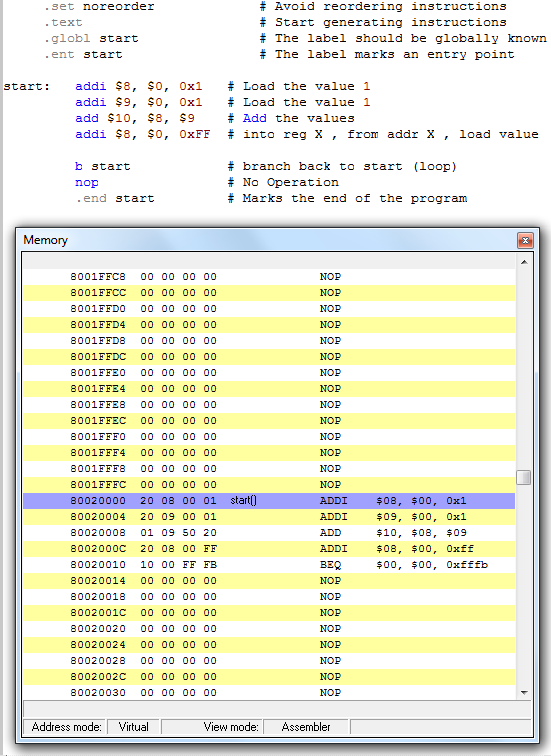 .set noreorder # Avoid reordering instructions
.text # Start generating instructions
.globl start # The label should be globally known
.ent start # The label marks an entry point
start: addi $8, $0, 0x1 # Load the value 1
addi $9, $0, 0x1 # Load the value 1
add $10, $8, $9 # Add the values
addi $8, $0, 0xFF # into reg X , from addr X , load value
b start # branch back to start (loop)
nop # No Operation
.end start # Marks the end of the program
Memory
8001FFC8 00 00 00 00 NOP
8001FFCC 00 00 00 00 NOP
8001FFD0 00 00 00 00 NOP
8001FFD4 00 00 00 00 NOP
8001FFD8 00 00 00 00 NOP
8001FFDC 00 00 00 00 NOP
8001FFE0 00 00 00 00 NOP
8001FFE4 00 00 00 00 NOP
8001FFE8 00 00 00 00 NOP
8001FFEC 00 00 00 00 NOP
8001FFF0 00 00 00 00 NOP
8001FFF4 00 00 00 00 NOP
8001FFF8 00 00 00 00 NOP
8001FFFC 00 00 00 00 NOP
80020000 20 08 00 01 start() ADDI $08, $00, 0x1
80020004 20 09 00 01 ADDI $09, $00, 0x1
80020008 01 09 50 20 ADD $10, $08, $09
8002000C 20 08 00 FF ADDI $08, $00, 0xff
80020010 10 00 FF FB BEQ $00, $00, 0xfffb
80020014 00 00 00 00 NOP
80020018 00 00 00 00 NOP
8002001C 00 00 00 00 NOP
80020020 00 00 00 00 NOP
80020024 00 00 00 00 NOP
80020028 00 00 00 00 NOP
8002002C 00 00 00 00 NOP
80020030 00 00 00 00 NOP
Address mode: Virtual View mode: Assembler